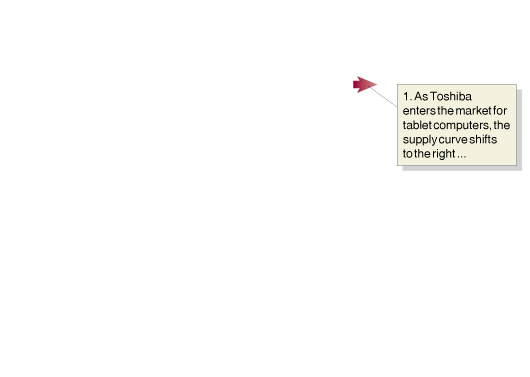 1. As Toshiba
enters the market for
tablet computers, the
supply curve shifts
to the right ...